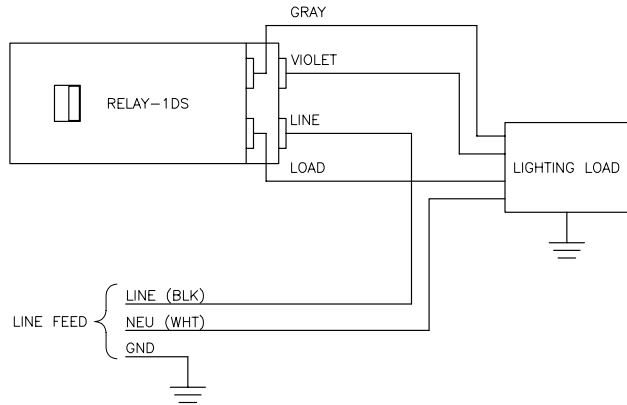 GRAY
VIOLET
RELAY-1DS
LINE
LOAD
LIGHTING LOAD
LINE (BLK)
LINE FEED
NEU (WHT)
GND